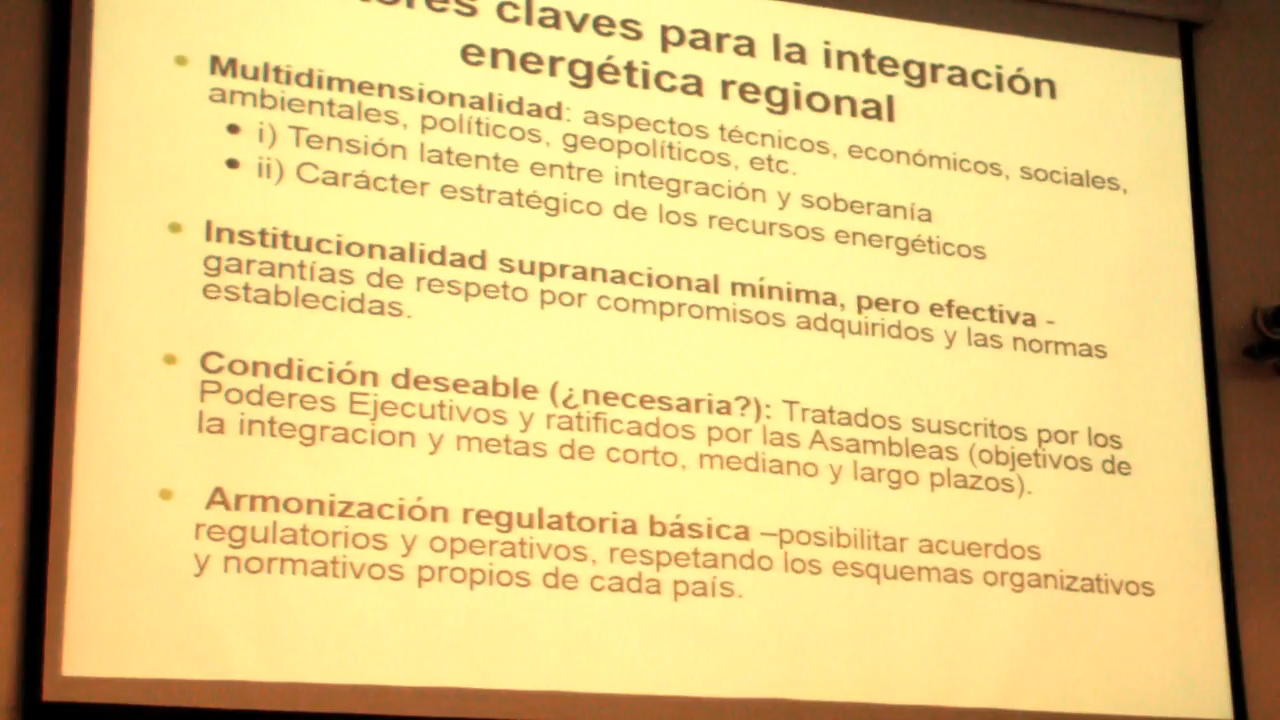 claves para la integración
energética regional
• Multidimensionalidad: aspectos técnicos, económicos, sociales,
ambientales, políticos, geopolíticos, etc.
• i) Tensión latente entre integración y soberanía
• ii) Carácter estratégico de los recursos energéticos
• Institucionalidad supranacional mínima, pero efectiva -
garantías de respeto por compromisos adquiridos y las normas
establecidas.
• Condición deseable (¿necesaria?): Tratados suscritos por los
Poderes Ejecutivos y ratificados por las Asambleas (objetivos de
la integracion y metas de corto, mediano y largo plazos).
• Armonización regulatoria básica –posibilitar acuerdos
regulatorios y operativos, respetando los esquemas organizativos
y normativos propios de cada país.